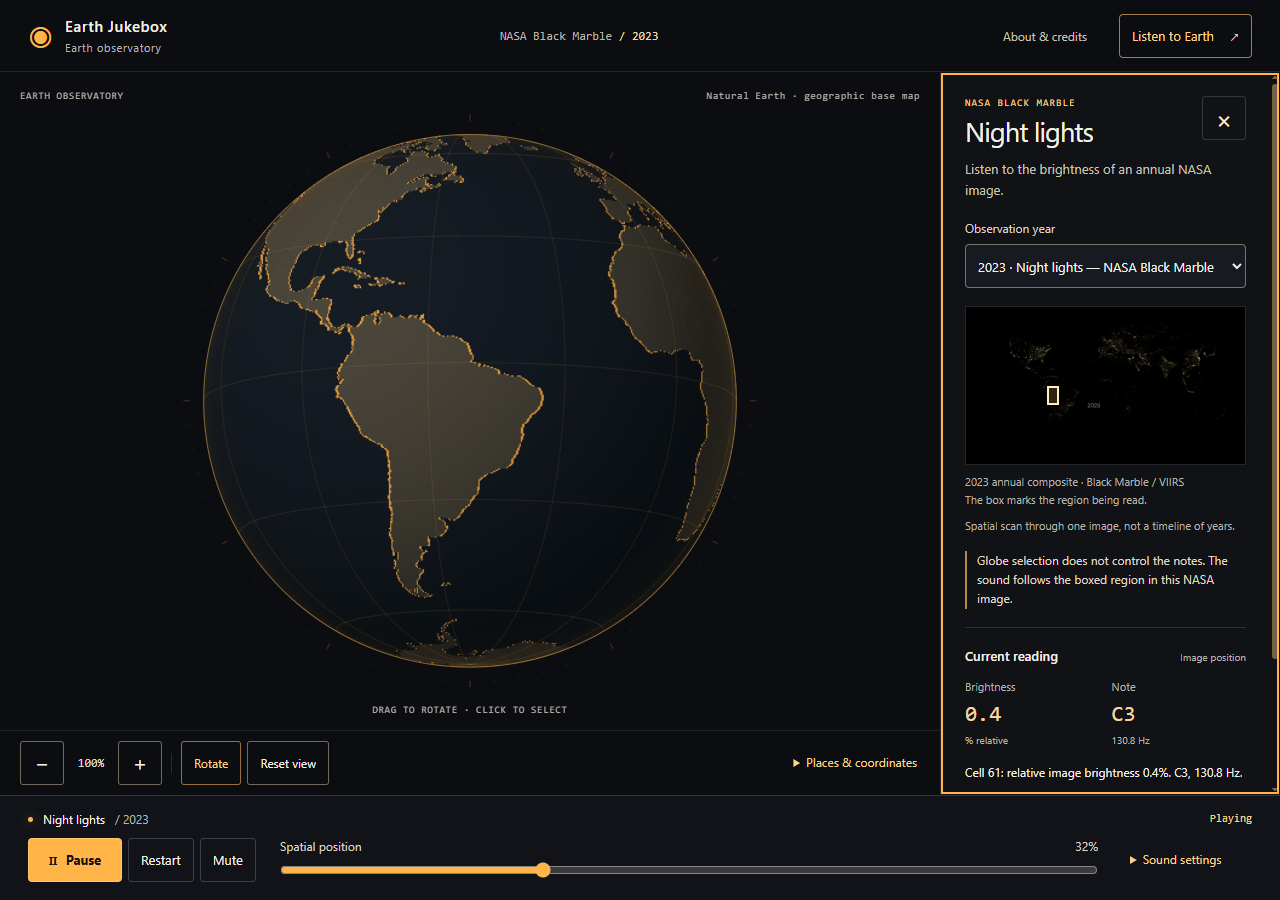 Earth Jukebox
Earth observatory
NASA Black Marble / 2023
About & credits
Listen to Earth ↗
EARTH OBSERVATORY
Natural Earth · geographic base map
DRAG TO ROTATE · CLICK TO SELECT
− 100% + Rotate Reset view
▶ Places & coordinates
NASA BLACK MARBLE
Night lights
×
Listen to the brightness of an annual NASA
image.
Observation year
2023 · Night lights — NASA Black Marble
2023
2023 annual composite · Black Marble / VIIRS
The box marks the region being read.
Spatial scan through one image, not a timeline of years.
Globe selection does not control the notes. The
sound follows the boxed region in this NASA
image.
Current reading
Image position
Brightness
Note
0.4
C3
% relative
130.8 Hz
Cell 61: relative image brightness 0.4%. C3, 130.8 Hz.
Night lights / 2023
Playing
Pause
Restart
Mute
Spatial position
32%
▶ Sound settings